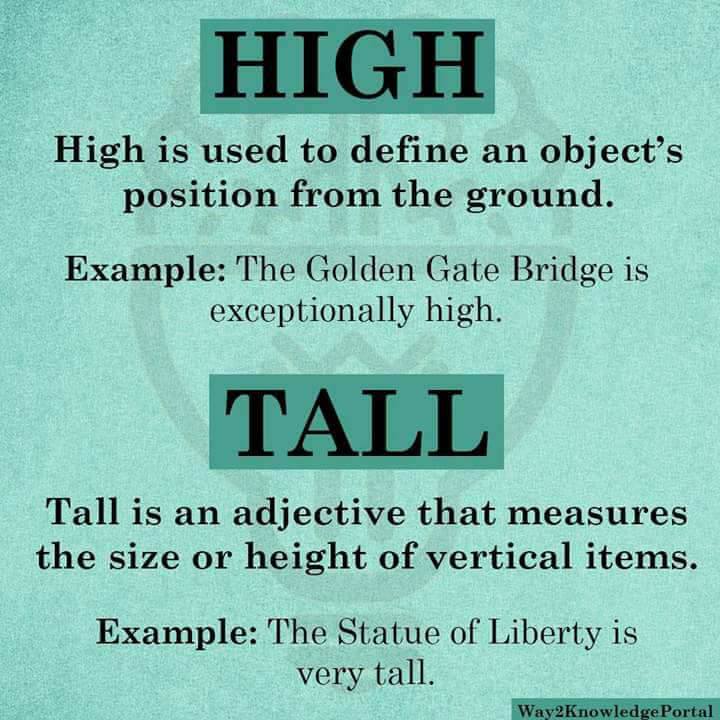 HIGH
High is used to define an object's
position from the ground.
Example: The Golden Gate Bridge is
exceptionally high.
TALL
Tall is an adjective that measures
the size or height of vertical items.
Example: The Statue of Liberty is
very tall.
Way2KnowledgePortal